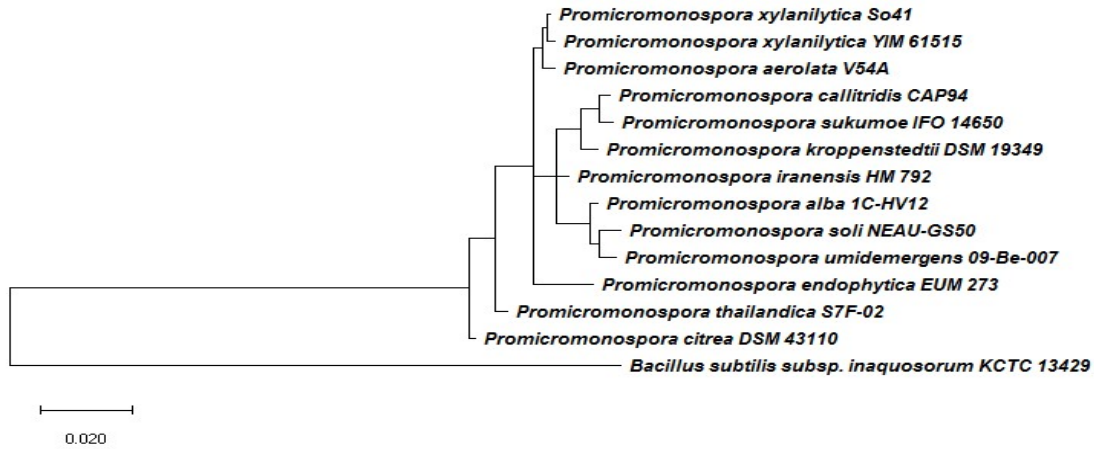 Promicromonospora xylanilytica So41
Promicromonospora xylanilytica YIM 61515
Promicromonospora aerolata V54A
Promicromonospora callitridis CAP94
Promicromonospora sukumoe IFO 14650
Promicromonospora kroppenstedtii DSM 19349
Promicromonospora iranensis HM 792
Promicromonospora alba 1C-HV12
Promicromonospora soli NEAU-GS50
Promicromonospora umidemergens 09-Be-007
Promicromonospora endophytica EUM 273
Promicromonospora thailandica S7F-02
Promicromonospora citrea DSM 43110
Bacillus subtilis subsp. inaquosorum KCTC 13429
0.020